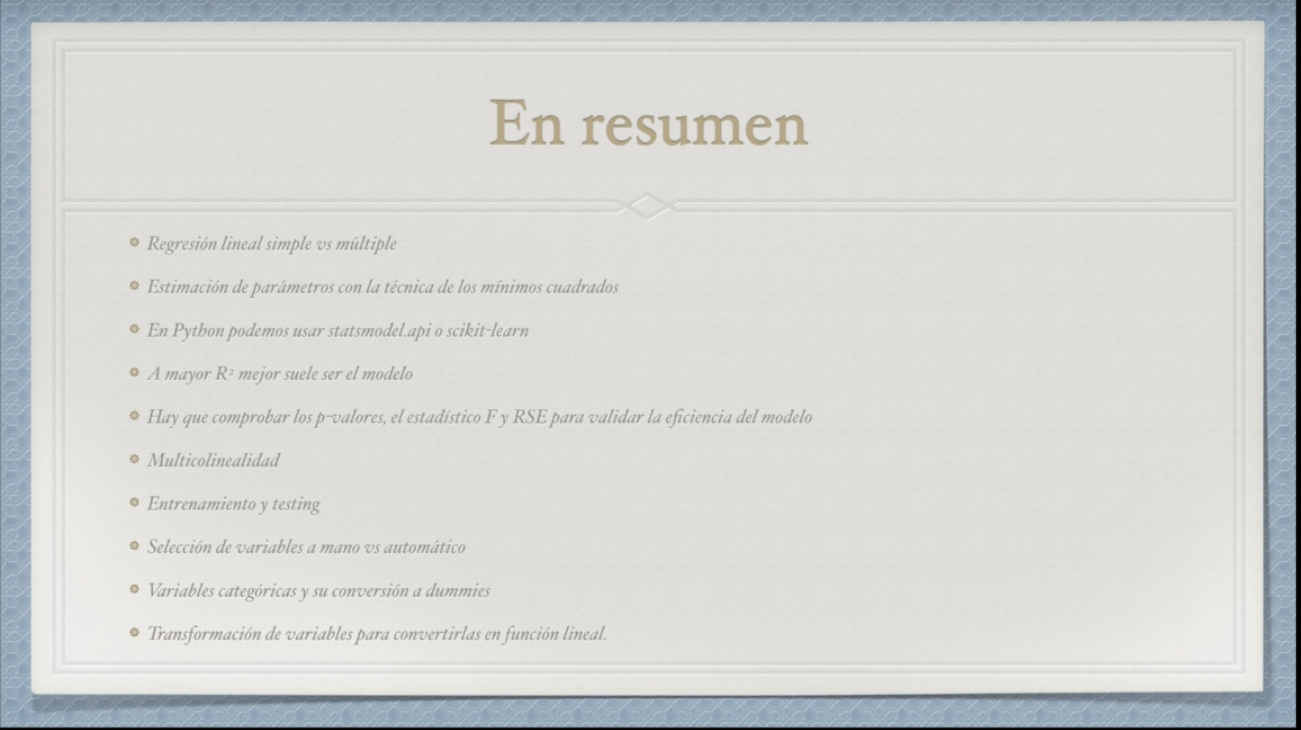 En resumen
Regresión lineal simple vs múltiple
Estimación de parámetros con la técnica de los mínimos cuadrados
En Python podemos usar statsmodel.api o scikit-learn
A mayor R² mejor suele ser el modelo
Hay que comprobar los p-valores, el estadístico F y RSE para validar la eficiencia del modelo
Multicolinealidad
Entrenamiento y testing
Selección de variables a mano vs automático
Variables categóricas y su conversión a dummies
Transformación de variables para convertirlas en función lineal.